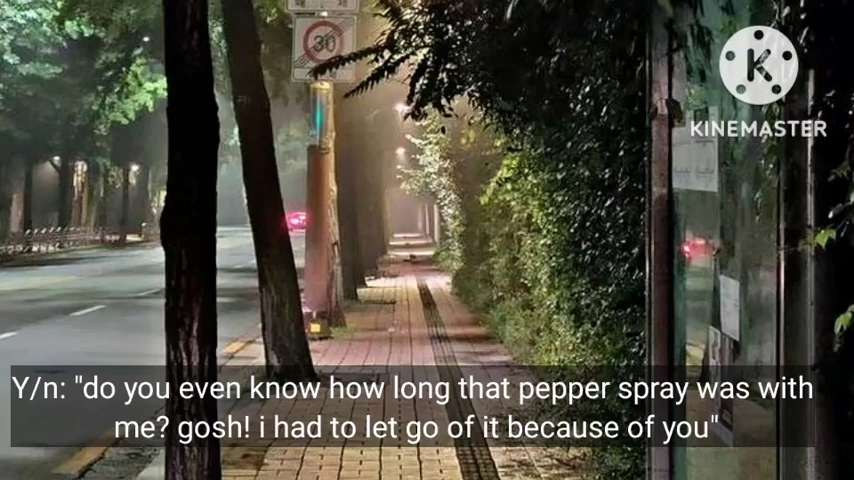 30
K
KINEMASTER
Y/n: "do you even know how long that pepper spray was with
me? gosh! i had to let go of it because of you"